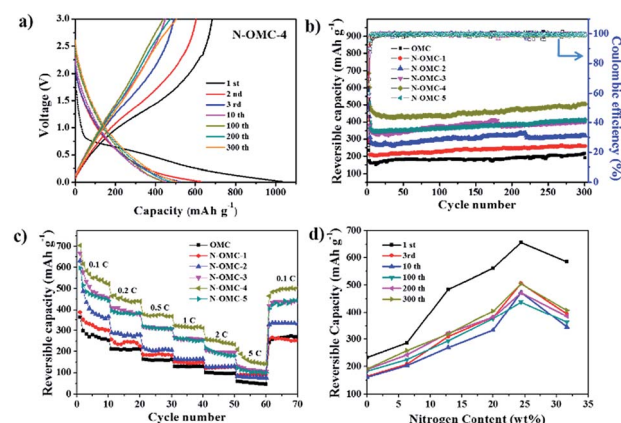 a)
N-OMC-4
1 st
2 nd
3 rd
10 th
100 th
200 th
300 th
Voltage (V)
3.0
2.5
2.0
1.5
1.0
0.5
0.0
0 200 400 600 800 1000
Capacity (mAh g⁻¹)
b)
OMC
N-OMC-1
N-OMC-2
N-OMC-3
N-OMC-4
N-OMC-5
Reversible capacity (mAh g⁻¹)
900
800
700
600
500
400
300
200
100
0 75 150 225 300
Cycle number
100
80
60
40
20
0
Coulombic efficiency (%)
c)
OMC
N-OMC-1
N-OMC-2
N-OMC-3
N-OMC-4
N-OMC-5
0.1 C
0.2 C
0.5 C
1 C
2 C
5 C
0.1 C
Reversible capacity (mAh g⁻¹)
800
700
600
500
400
300
200
100
0
0 10 20 30 40 50 60 70
Cycle number
d)
1 st
3rd
10 th
100 th
200 th
300 th
Reversible Capacity (mAh g⁻¹)
700
600
500
400
300
200
100
0 5 10 15 20 25 30
Nitrogen Content (wt%)